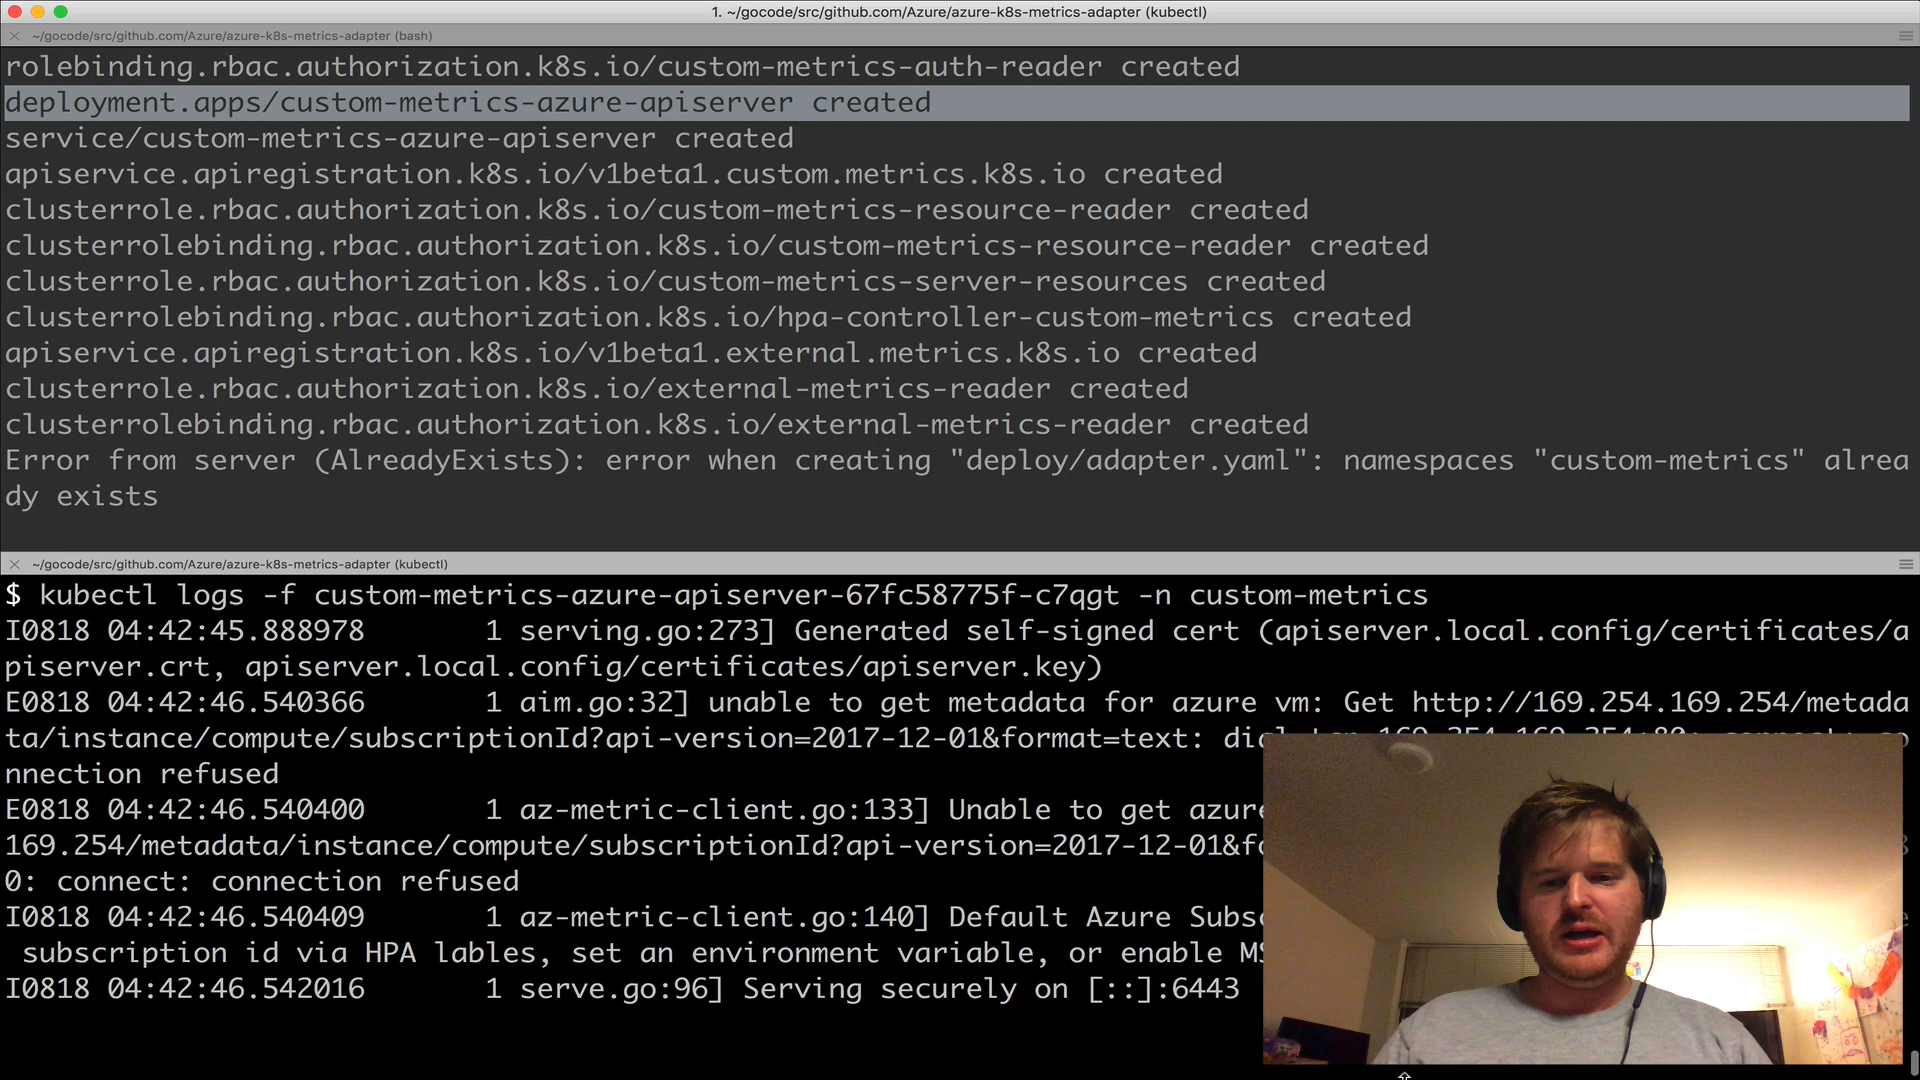 1. ~/gocode/src/github.com/Azure/azure-k8s-metrics-adapter (kubectl)
~/gocode/src/github.com/Azure/azure-k8s-metrics-adapter (bash)
rolebinding.rbac.authorization.k8s.io/custom-metrics-auth-reader created
deployment.apps/custom-metrics-azure-apiserver created
service/custom-metrics-azure-apiserver created
apiservice.apiregistration.k8s.io/v1beta1.custom.metrics.k8s.io created
clusterrole.rbac.authorization.k8s.io/custom-metrics-resource-reader created
clusterrolebinding.rbac.authorization.k8s.io/custom-metrics-resource-reader created
clusterrole.rbac.authorization.k8s.io/custom-metrics-server-resources created
clusterrolebinding.rbac.authorization.k8s.io/hpa-controller-custom-metrics created
apiservice.apiregistration.k8s.io/v1beta1.external.metrics.k8s.io created
clusterrole.rbac.authorization.k8s.io/external-metrics-reader created
clusterrolebinding.rbac.authorization.k8s.io/external-metrics-reader created
Error from server (AlreadyExists): error when creating "deploy/adapter.yaml": namespaces "custom-metrics" alrea
dy exists
~/gocode/src/github.com/Azure/azure-k8s-metrics-adapter (kubectl)
$ kubectl logs -f custom-metrics-azure-apiserver-67fc58775f-c7qgt -n custom-metrics
I0818 04:42:45.888978 1 serving.go:273] Generated self-signed cert (apiserver.local.config/certificates/a
piserver.crt, apiserver.local.config/certificates/apiserver.key)
E0818 04:42:46.540366 1 aim.go:32] unable to get metadata for azure vm: Get http://169.254.169.254/metada
ta/instance/compute/subscriptionId?api-version=2017-12-01&format=text: dial tcp 169.254.169.254:80: connect: co
nnection refused
E0818 04:42:46.540400 1 az-metric-client.go:133] Unable to get azure
169.254/metadata/instance/compute/subscriptionId?api-version=2017-12-01&fo
0: connect: connection refused
I0818 04:42:46.540409 1 az-metric-client.go:140] Default Azure Subsc
subscription id via HPA lables, set an environment variable, or enable MS
I0818 04:42:46.542016 1 serve.go:96] Serving securely on [::]:6443